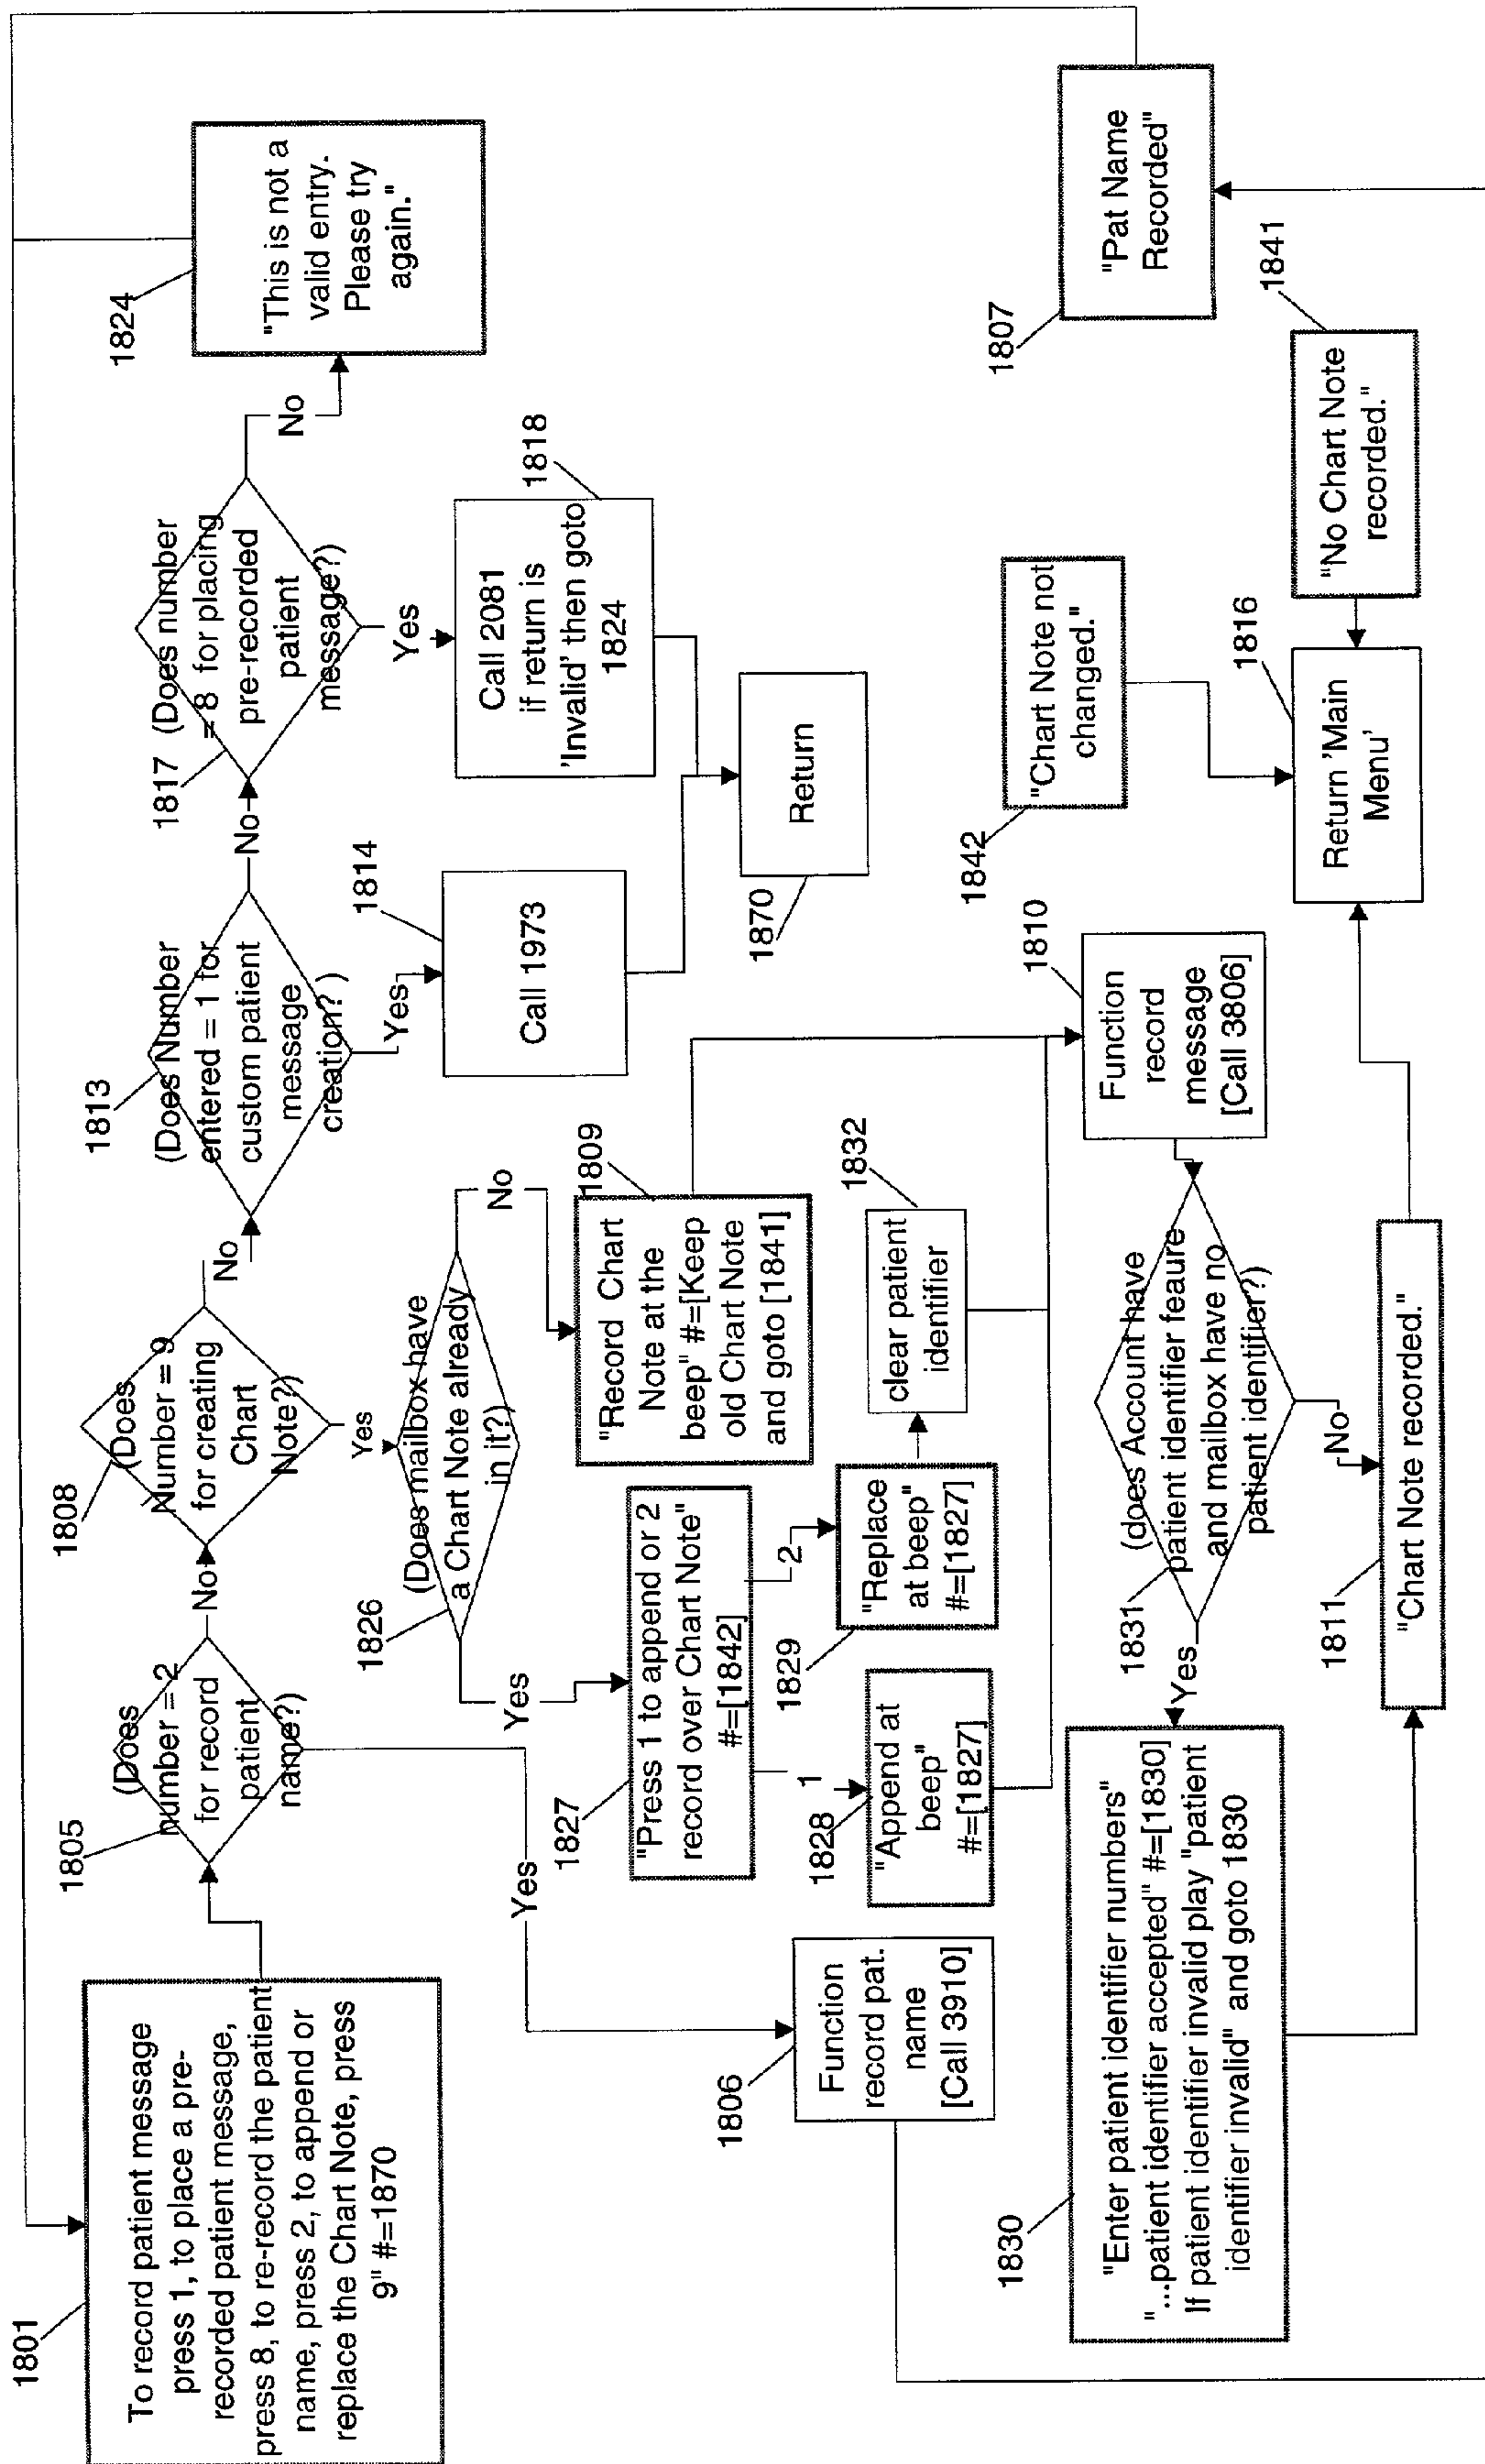 1801
To record patient message
press 1, to place a pre-
recorded patient message,
press 8, to re-record the patient
name, press 2, to append or
replace the Chart Note, press
9" #=1870
1805
(Does
number = 2
for record
patient
name?)
No
Yes
1808
(Does
Number = 9
for creating
Chart
Note?)
No
Yes
1813
(Does Number
entered = 1 for
custom patient
message
creation? )
No
Yes
1817
(Does number
= 8 for placing
pre-recorded
patient
message?)
No
Yes
1824
"This is not a
valid entry.
Please try
again."
1826
(Does mailbox have
a Chart Note already
in it?)
Yes
No
1814
Call 1973
1818
Call 2081
if return is
'Invalid' then goto
1824
1870
Return
1827
"Press 1 to append or 2
record over Chart Note"
#=[1842]
1
2
1809
"Record Chart
Note at the
beep" #=[Keep
old Chart Note
and goto [1841]
1828
"Append at
beep"
#=[1827]
1829
"Replace
at beep"
#=[1827]
1832
clear patient
identifier
1806
Function
record pat.
name
[Call 3910]
1810
Function
record
message
[Call 3806]
1842
"Chart Note not
changed."
1807
"Pat Name
Recorded"
1830
"Enter patient identifier numbers"
"...patient identifier accepted" #=[1830]
If patient identifier invalid play "patient
identifier invalid" and goto 1830
1831
(does Account have
patient identifier feaure
and mailbox have no
patient identifier?)
Yes
No
1816
Return 'Main
Menu'
1841
"No Chart Note
recorded."
1811
"Chart Note recorded."